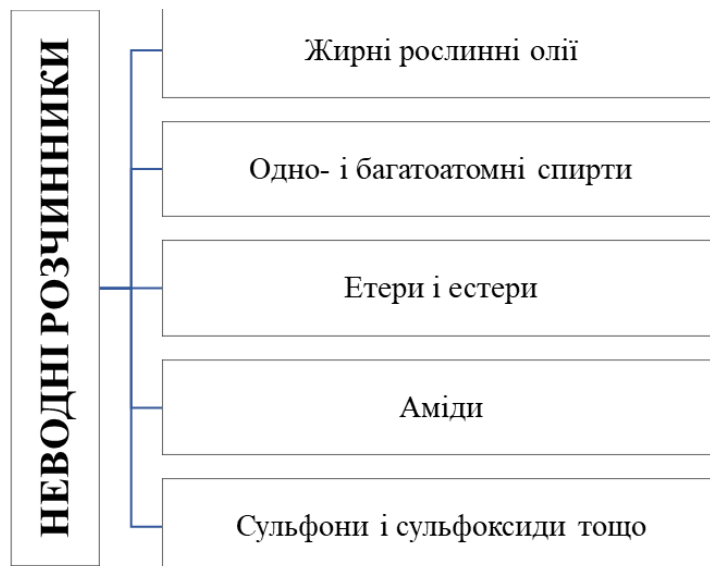 НЕВОДНІ РОЗЧИННИКИ
Жирні рослинні олії
Одно- і багатоатомні спирти
Етери і естери
Аміди
Сульфони і сульфоксиди тощо